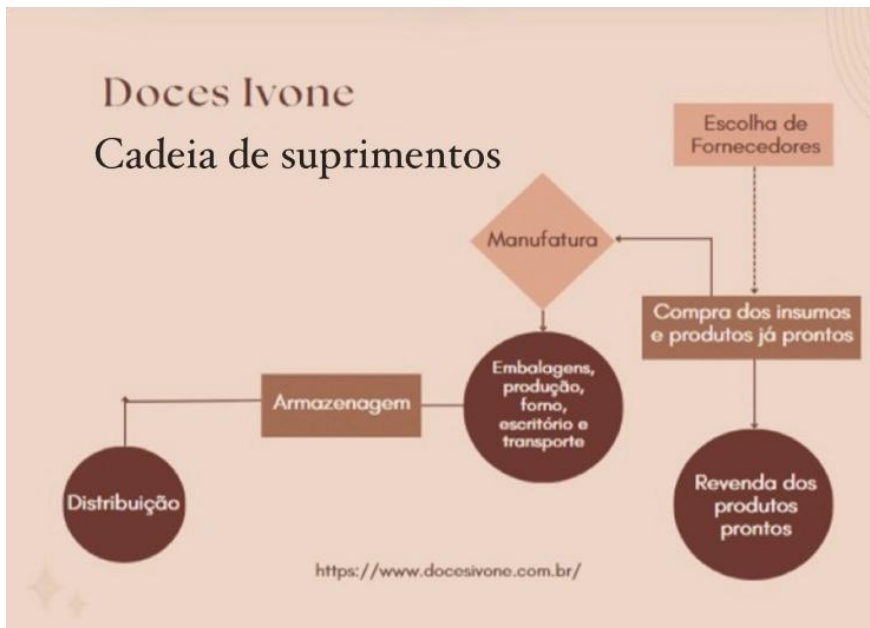 Doces Ivone
Cadeia de suprimentos
Escolha de
Fornecedores
Manufatura
Compra dos insumos
e produtos já prontos
Embalagens,
produção,
forno,
escritório e
transporte
Armazenagem
Distribuição
Revenda dos
produtos
prontos
https://www.docesivone.com.br/